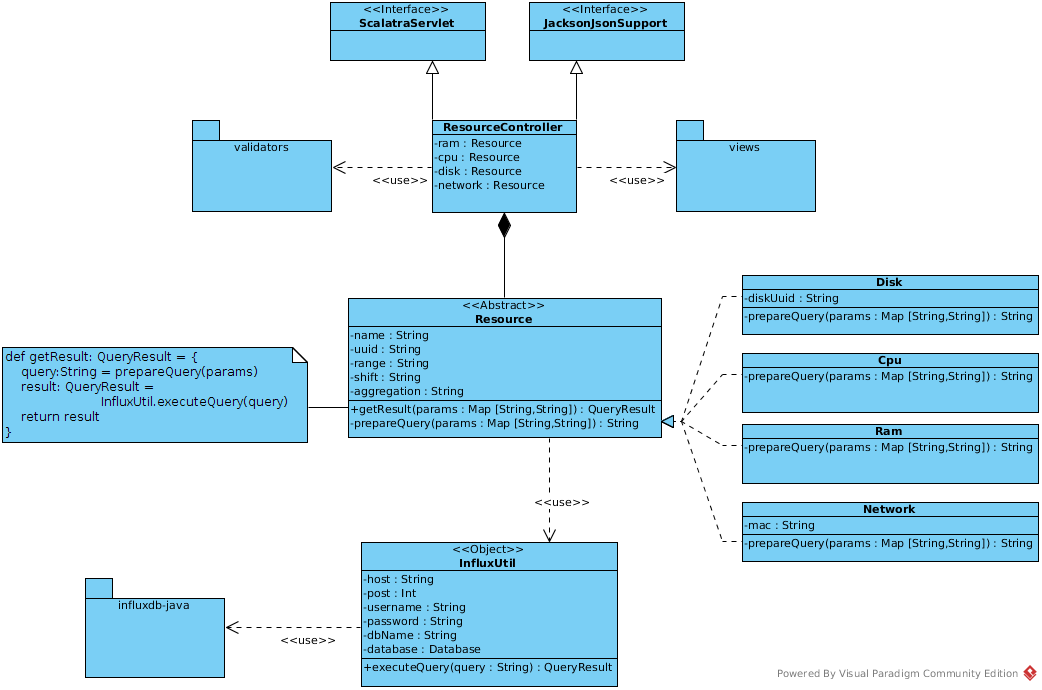 <<Interface>>
ScalatraServlet
<<Interface>>
JacksonJsonSupport
validators
<<use>>
ResourceController
-ram : Resource
-cpu : Resource
-disk : Resource
-network : Resource
<<use>>
views
<<Abstract>>
Resource
-name : String
-uuid : String
-range : String
-shift : String
-aggregation : String
+getResult(params : Map [String,String]) : QueryResult
-prepareQuery(params : Map [String,String]) : String
def getResult: QueryResult = {
query:String = prepareQuery(params)
result: QueryResult =
InfluxUtil.executeQuery(query)
return result
}
Disk
-diskUuid : String
-prepareQuery(params : Map [String,String]) : String
Cpu
-prepareQuery(params : Map [String,String]) : String
Ram
-prepareQuery(params : Map [String,String]) : String
Network
-mac : String
-prepareQuery(params : Map [String,String]) : String
<<use>>
<<Object>>
InfluxUtil
-host : String
-post : Int
-username : String
-password : String
-dbName : String
-database : Database
+executeQuery(query : String) : QueryResult
influxdb-java
<<use>>
Powered By Visual Paradigm Community Edition